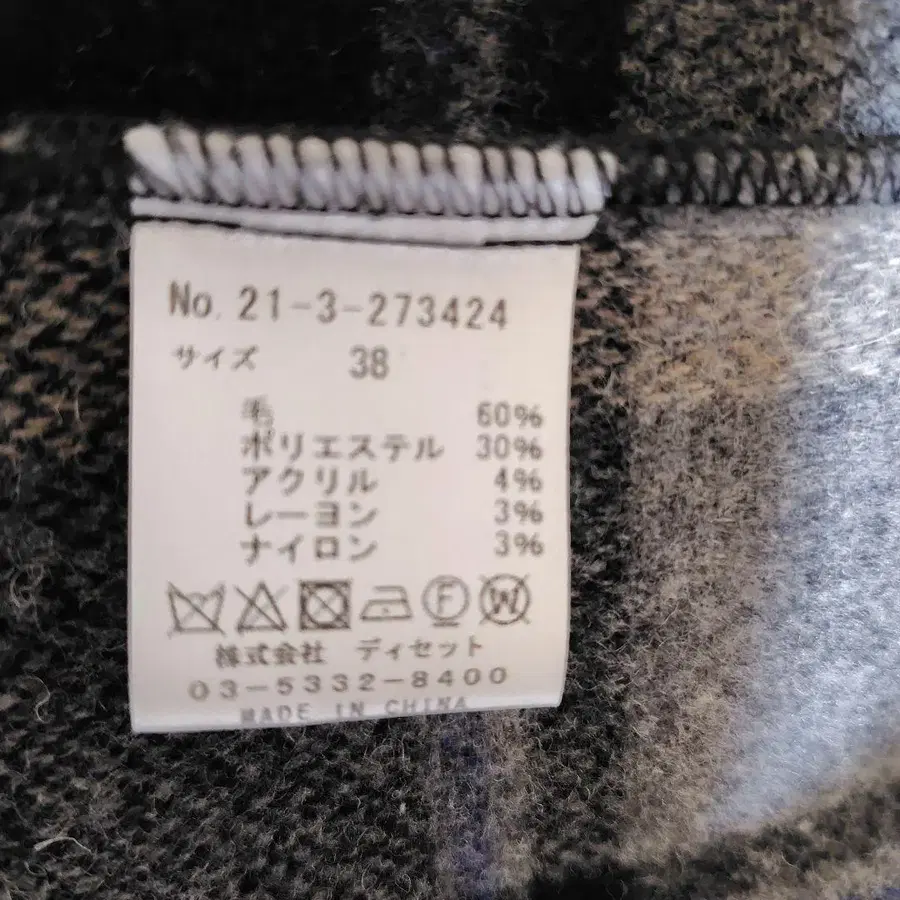 No. 21-3-273424
サイズ 38
毛 60%
ポリエステル 30%
アクリル 4%
レーヨン 3%
ナイロン 3%
F W
株式会社 ディセット
03-5332-8400
MADE IN CHINA